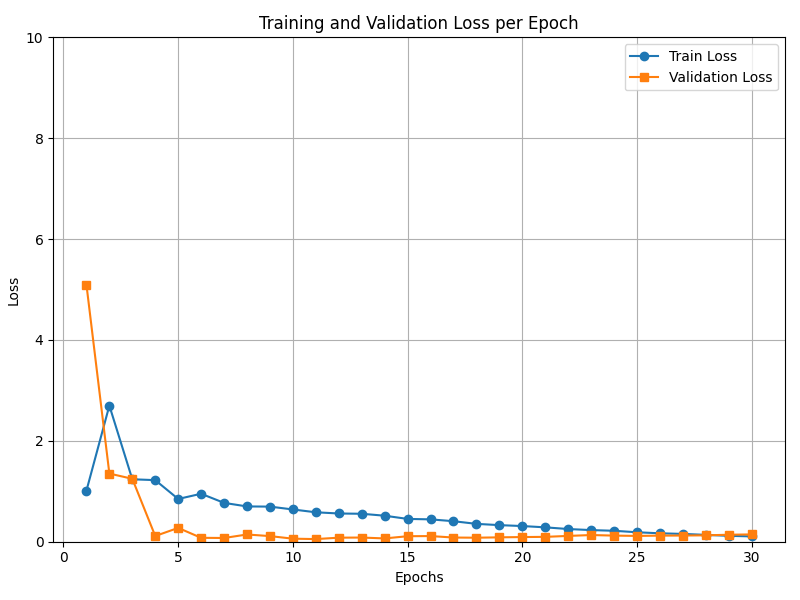 Training and Validation Loss per Epoch
Train Loss
Validation Loss
10
8
6
4
2
0
Loss
0 5 10 15 20 25 30
Epochs